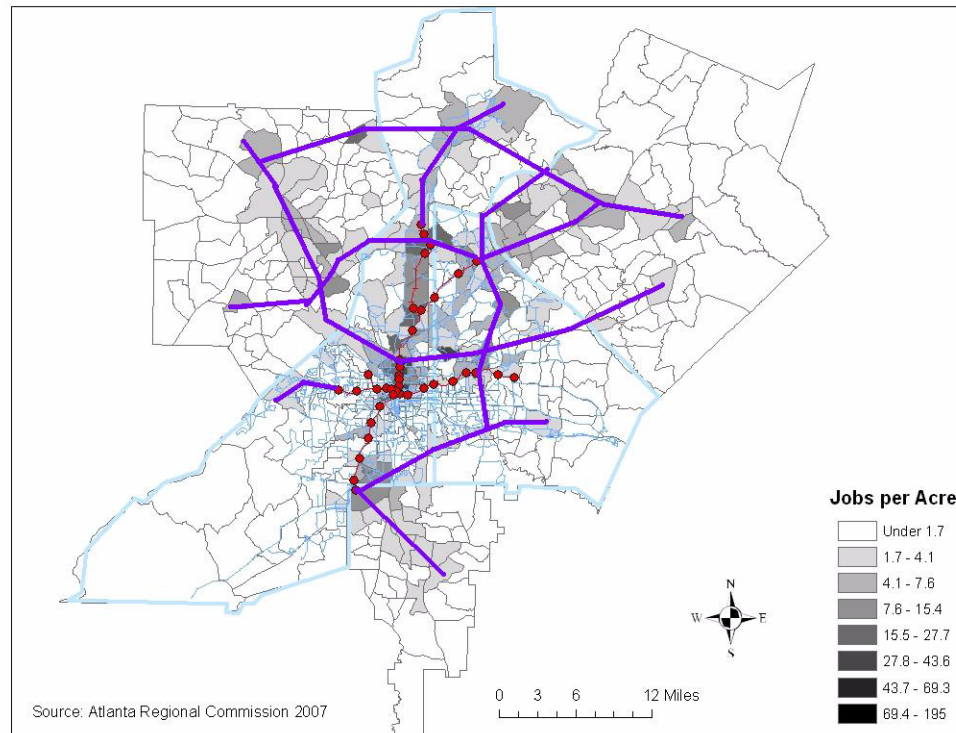 Jobs per Acre
Under 1.7
1.7 - 4.1
4.1 - 7.6
7.6 - 15.4
15.5 - 27.7
27.8 - 43.6
43.7 - 69.3
69.4 - 195
N
W E
S
0 3 6 12 Miles
Source: Atlanta Regional Commission 2007